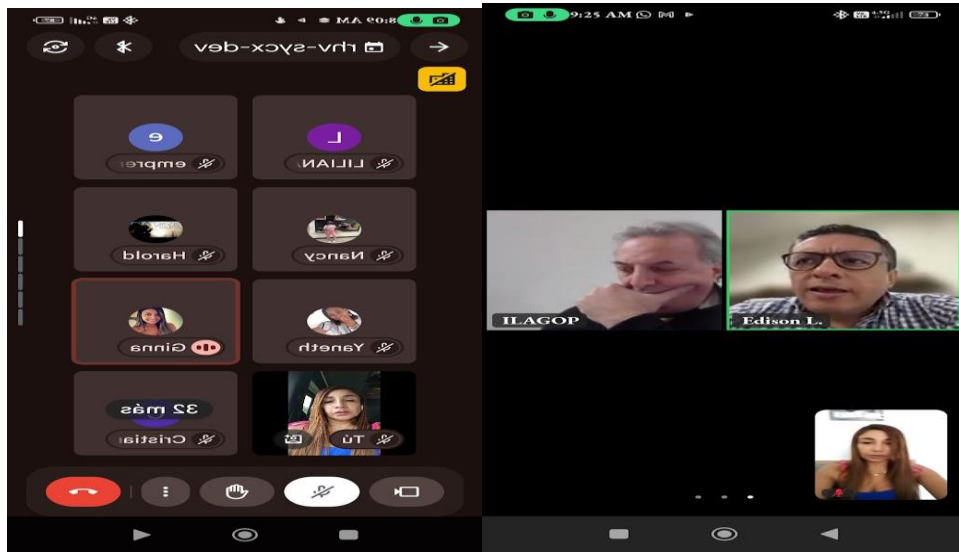 8:09 AM
rhv-sycx-dev
e
L
empre
LILIANA
Harold
Nancy
Ginna
Yaneth
32 más
Cristia
Tú
9:25 AM
ILAGOP
Edison L.